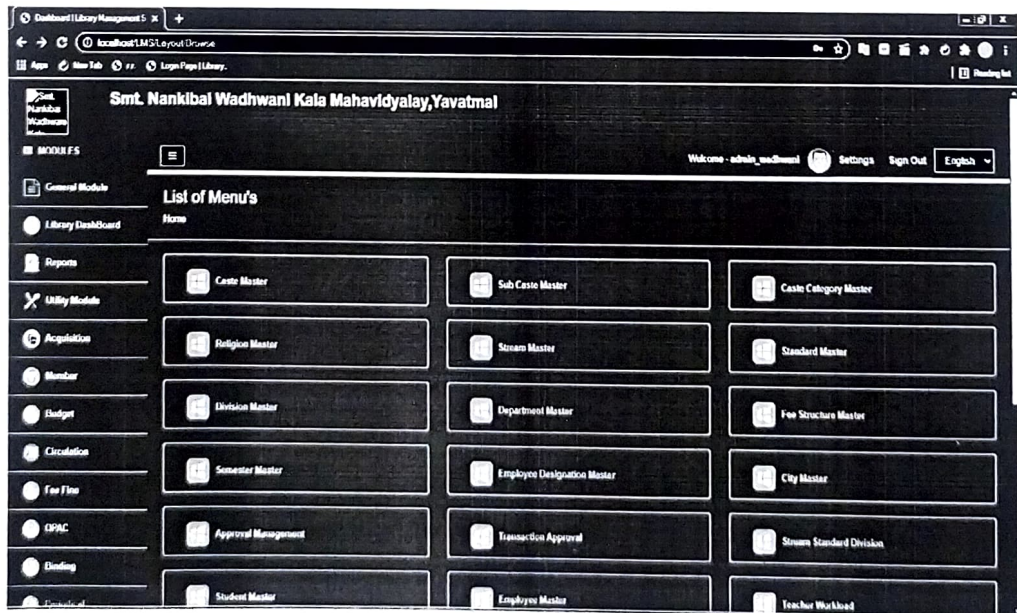 Dashboard | Library Management S
localhost/LMS/Layout/Browse
Apps New Tab Login Page | Library.
Reading list
Smt. Nankibai Wadhwani
Smt. Nankibai Wadhwani Kala Mahavidyalay,Yavatmal
MODULES
Welcome - admin_wadhwani Settings Sign Out English
General Module
List of Menu's
Library DashBoard
Home
Reports
Caste Master Sub Caste Master Caste Category Master
Utility Module
Acquisition
Religion Master Stream Master Standard Master
Member
Budget
Division Master Department Master Fee Structure Master
Circulation
Semester Master Employee Designation Master City Master
Fee Fine
OPAC
Approval Management Transaction Approval Stream Standard Division
Binding
Student Master Employee Master Teacher Workload